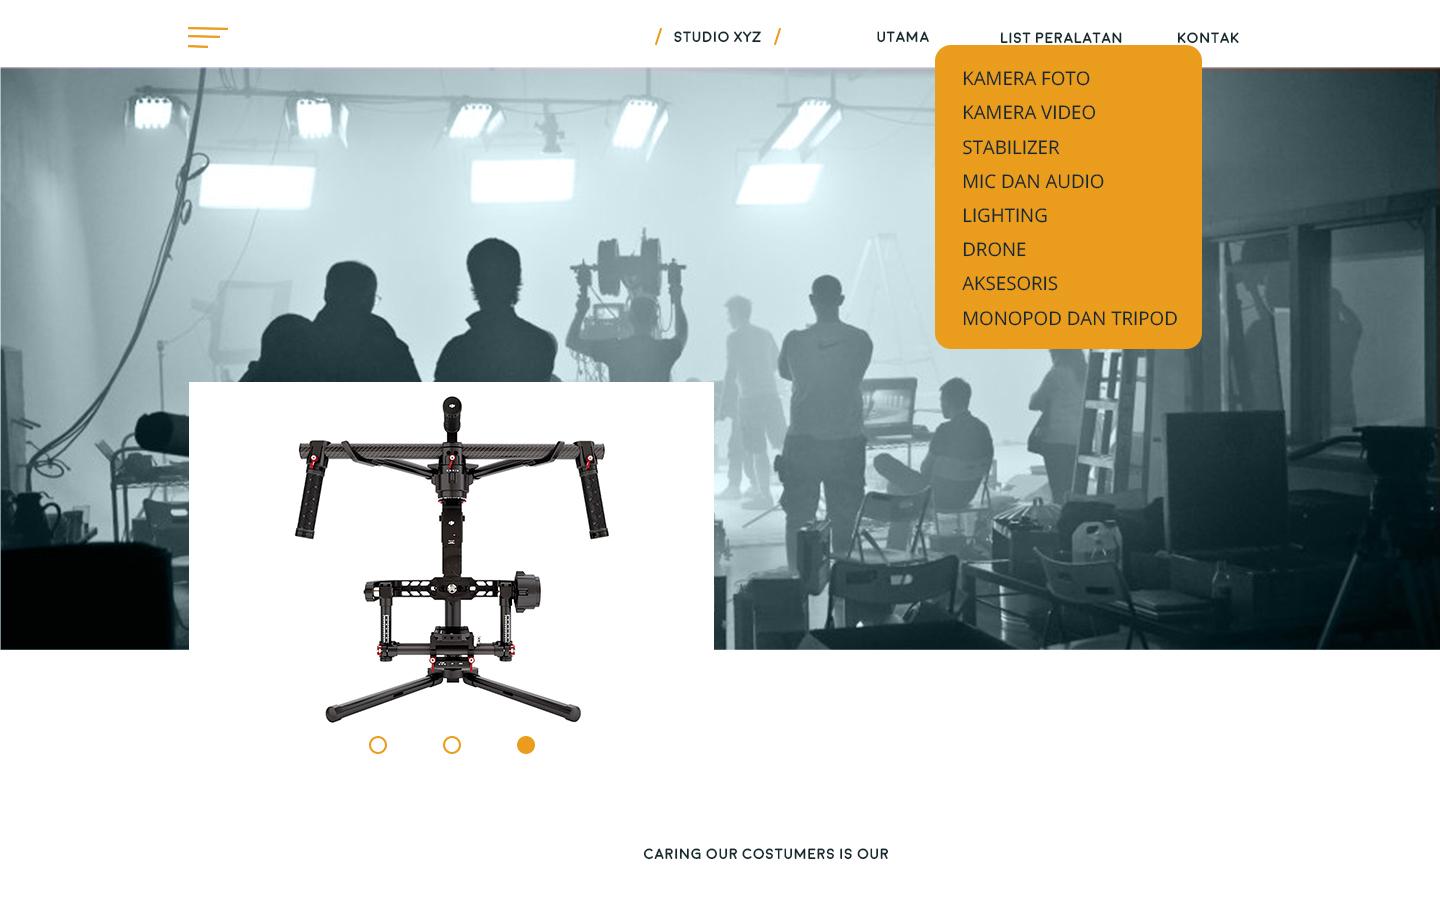 / STUDIO XYZ /
UTAMA
LIST PERALATAN
KONTAK
KAMERA FOTO
KAMERA VIDEO
STABILIZER
MIC DAN AUDIO
LIGHTING
DRONE
AKSESORIS
MONOPOD DAN TRIPOD
CARING OUR COSTUMERS IS OUR